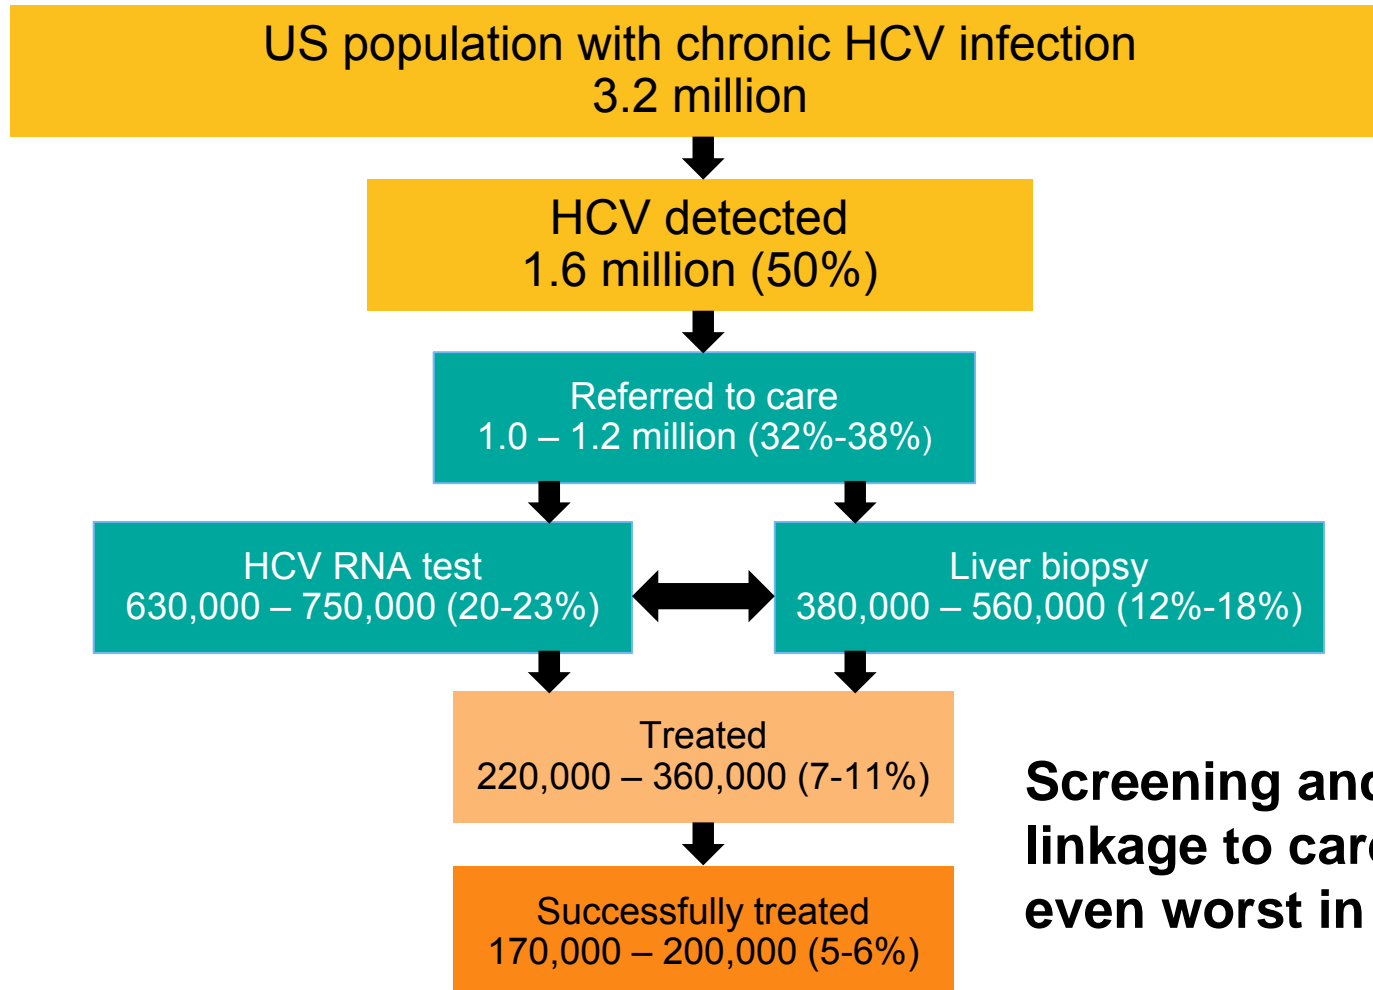 US population with chronic HCV infection
3.2 million
HCV detected
1.6 million (50%)
Referred to care
1.0 – 1.2 million (32%-38%)
HCV RNA test
630,000 – 750,000 (20-23%)
Liver biopsy
380,000 – 560,000 (12%-18%)
Treated
220,000 – 360,000 (7-11%)
Successfully treated
170,000 – 200,000 (5-6%)
Screening and
linkage to care
even worst in